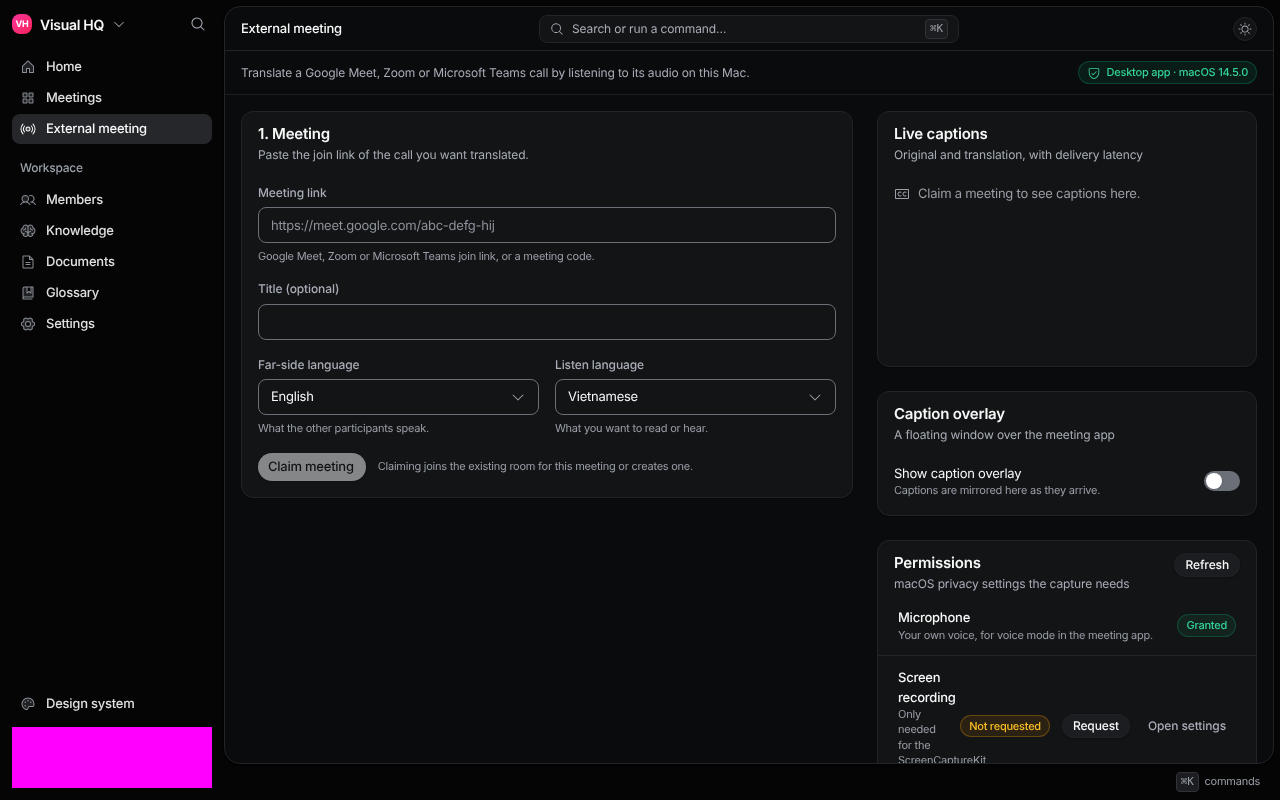 VH Visual HQ
Home
Meetings
External meeting
Workspace
Members
Knowledge
Documents
Glossary
Settings
Design system
External meeting
Search or run a command...
⌘K
Translate a Google Meet, Zoom or Microsoft Teams call by listening to its audio on this Mac.
Desktop app · macOS 14.5.0
1. Meeting
Paste the join link of the call you want translated.
Meeting link
https://meet.google.com/abc-defg-hij
Google Meet, Zoom or Microsoft Teams join link, or a meeting code.
Title (optional)
Far-side language
Listen language
English
Vietnamese
What the other participants speak.
What you want to read or hear.
Claim meeting
Claiming joins the existing room for this meeting or creates one.
Live captions
Original and translation, with delivery latency
CC Claim a meeting to see captions here.
Caption overlay
A floating window over the meeting app
Show caption overlay
Captions are mirrored here as they arrive.
Permissions
Refresh
macOS privacy settings the capture needs
Microphone
Your own voice, for voice mode in the meeting app.
Granted
Screen
recording
Only
needed
for the
ScreenCaptureKit
Not requested
Request
Open settings
⌘K commands